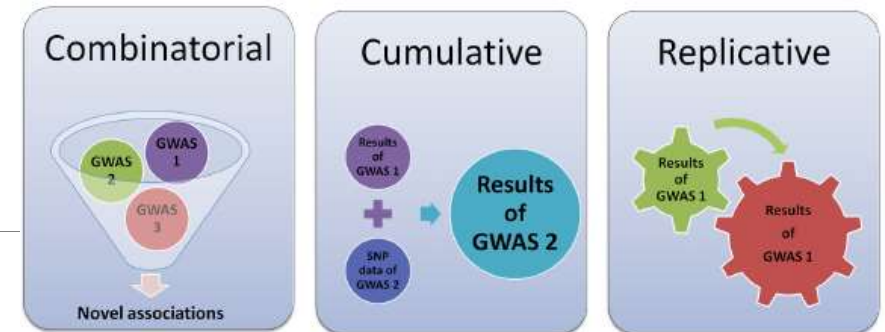 Combinatorial
GWAS
1
GWAS
2
GWAS
3
Novel associations
Cumulative
Results
of
GWAS 1
SNP
data of
GWAS 2
Results
of
GWAS 2
Replicative
Results
of
GWAS 1
Results
of
GWAS 1